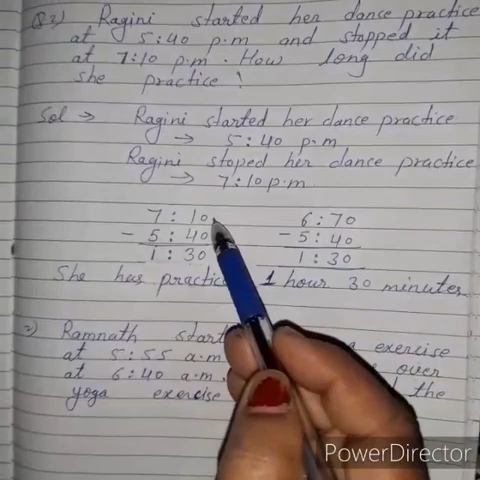 Q 3) Ragini started her dance practice
at 5:40 p.m and stopped it
at 7:10 p.m. How long did
she practice?
Sol → Ragini started her dance practice
→ 5:40 p.m
Ragini stoped her dance practice
→ 7:10 p.m.
7:10 6:70
- 5:40 - 5:40
1:30 1:30
She has practice 1 hour 30 minutes
Ramnath start exercise
at 5:55 a.m over
at 6:40 a.m. the
yoga exercise
PowerDirector